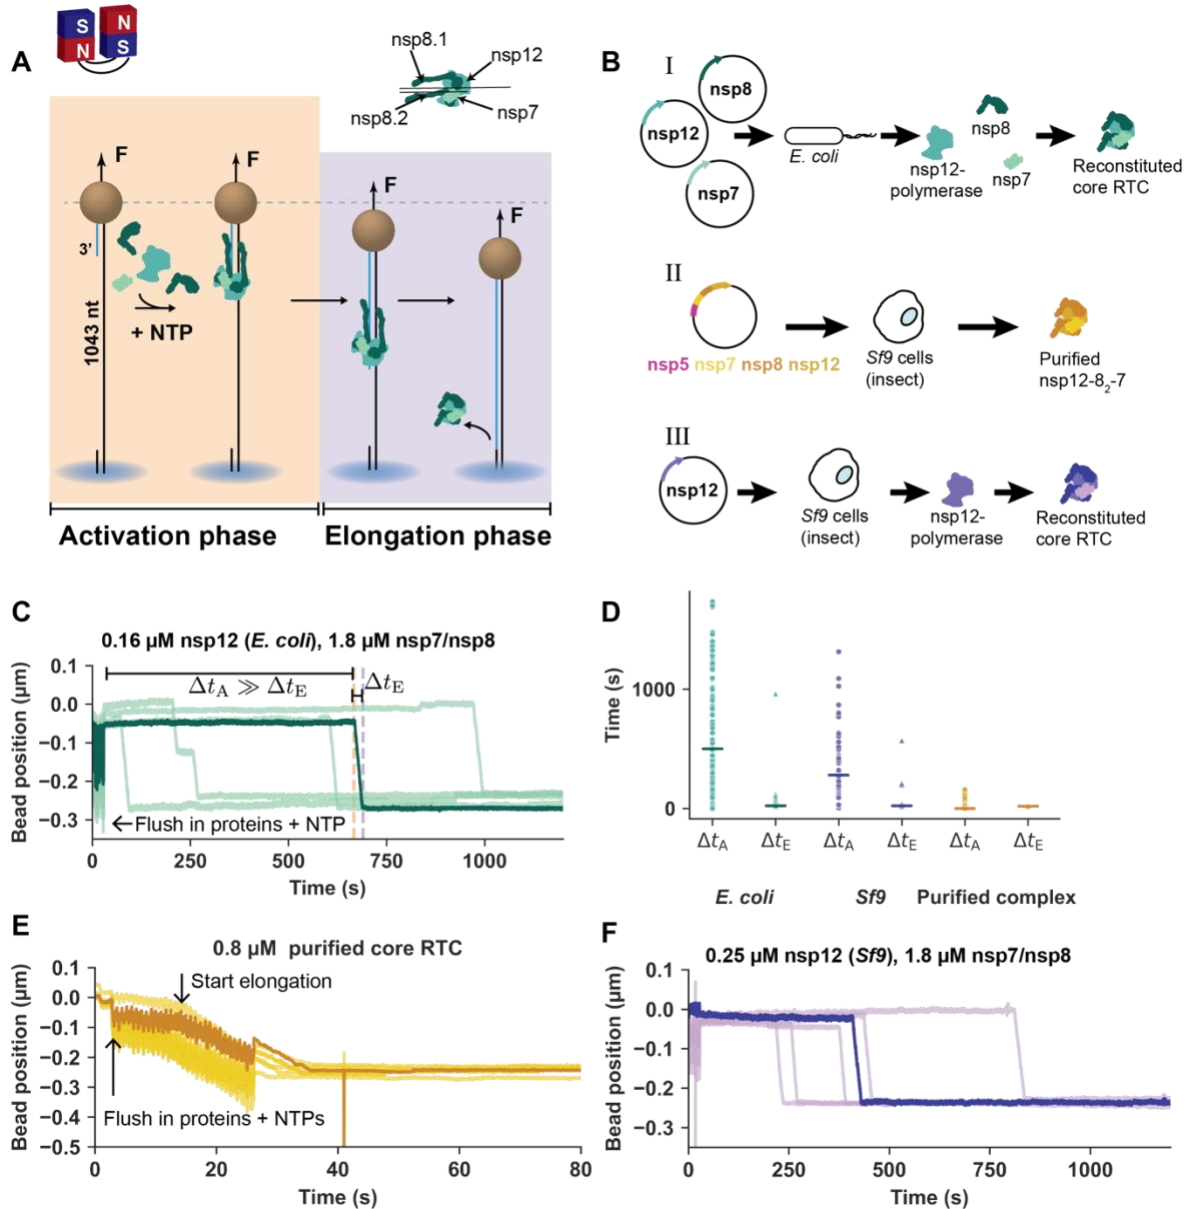 S N
N S
A
nsp8.1
nsp12
nsp8.2
nsp7
F
F
3'
1043 nt
+ NTP
F
F
Activation phase
Elongation phase
B
I
nsp8
nsp12
nsp7
E. coli
nsp8
nsp12-
polymerase
nsp7
Reconstituted
core RTC
II
nsp5 nsp7 nsp8 nsp12
Sf9 cells
(insect)
Purified
nsp12-8₂-7
III
nsp12
Sf9 cells
(insect)
nsp12-
polymerase
Reconstituted
core RTC
C
0.16 µM nsp12 (E. coli), 1.8 µM nsp7/nsp8
Bead position (µm)
0.1
0.0
−0.1
−0.2
−0.3
ΔtA ≫ ΔtE
ΔtE
←Flush in proteins + NTP
0 250 500 750 1000
Time (s)
D
Time (s)
1000
0
ΔtA ΔtE ΔtA ΔtE ΔtA ΔtE
E. coli Sf9 Purified complex
E
0.8 µM purified core RTC
Bead position (µm)
0.1
0.0
−0.1
−0.2
−0.3
−0.4
−0.5
Start elongation
Flush in proteins + NTPs
0 20 40 60 80
Time (s)
F
0.25 µM nsp12 (Sf9), 1.8 µM nsp7/nsp8
Bead position (µm)
0.1
0.0
−0.1
−0.2
−0.3
0 250 500 750 1000
Time (s)